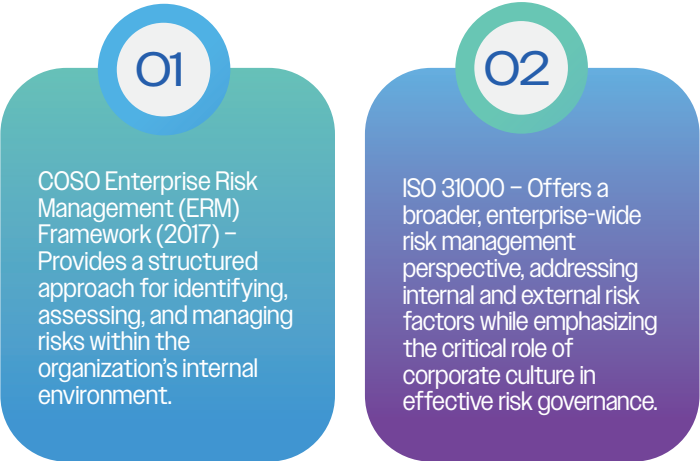 01
COSO Enterprise Risk
Management (ERM)
Framework (2017) –
Provides a structured
approach for identifying,
assessing, and managing
risks within the
organization's internal
environment.
02
ISO 31000 – Offers a
broader, enterprise-wide
risk management
perspective, addressing
internal and external risk
factors while emphasizing
the critical role of
corporate culture in
effective risk governance.